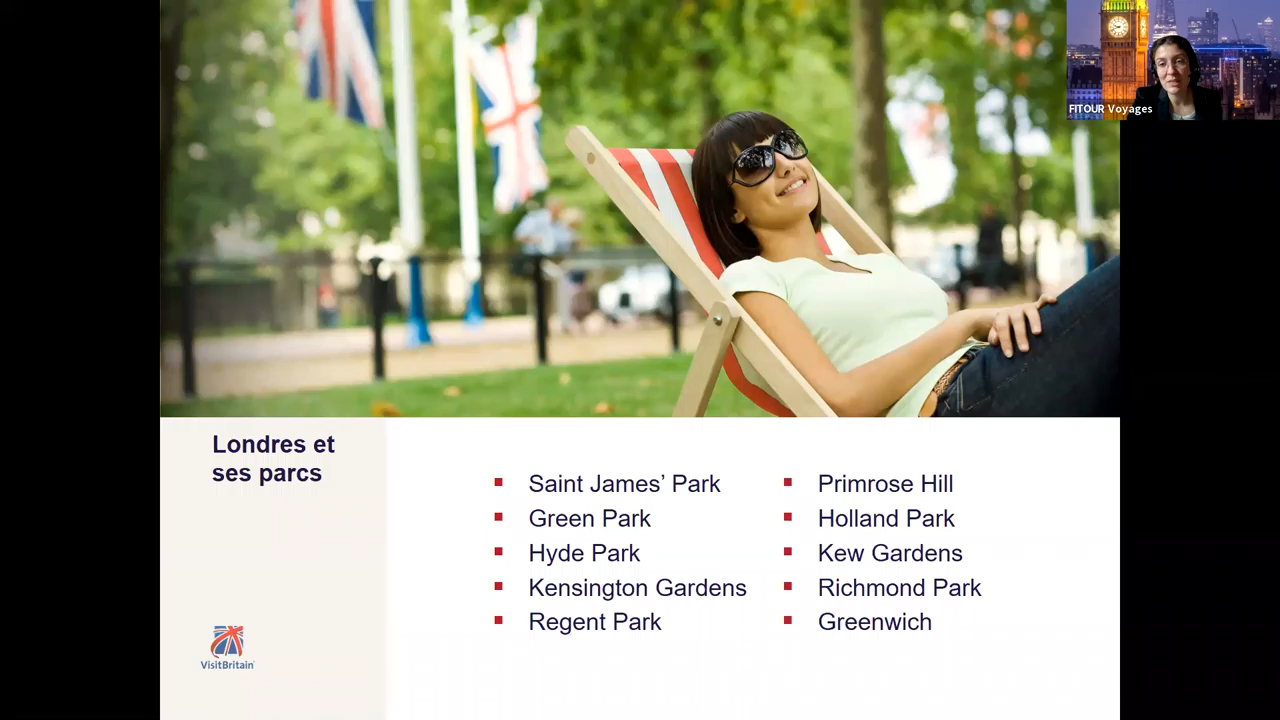 FITOUR Voyages
Londres et
ses parcs
Saint James’ Park
Green Park
Hyde Park
Kensington Gardens
Regent Park
Primrose Hill
Holland Park
Kew Gardens
Richmond Park
Greenwich
VisitBritain